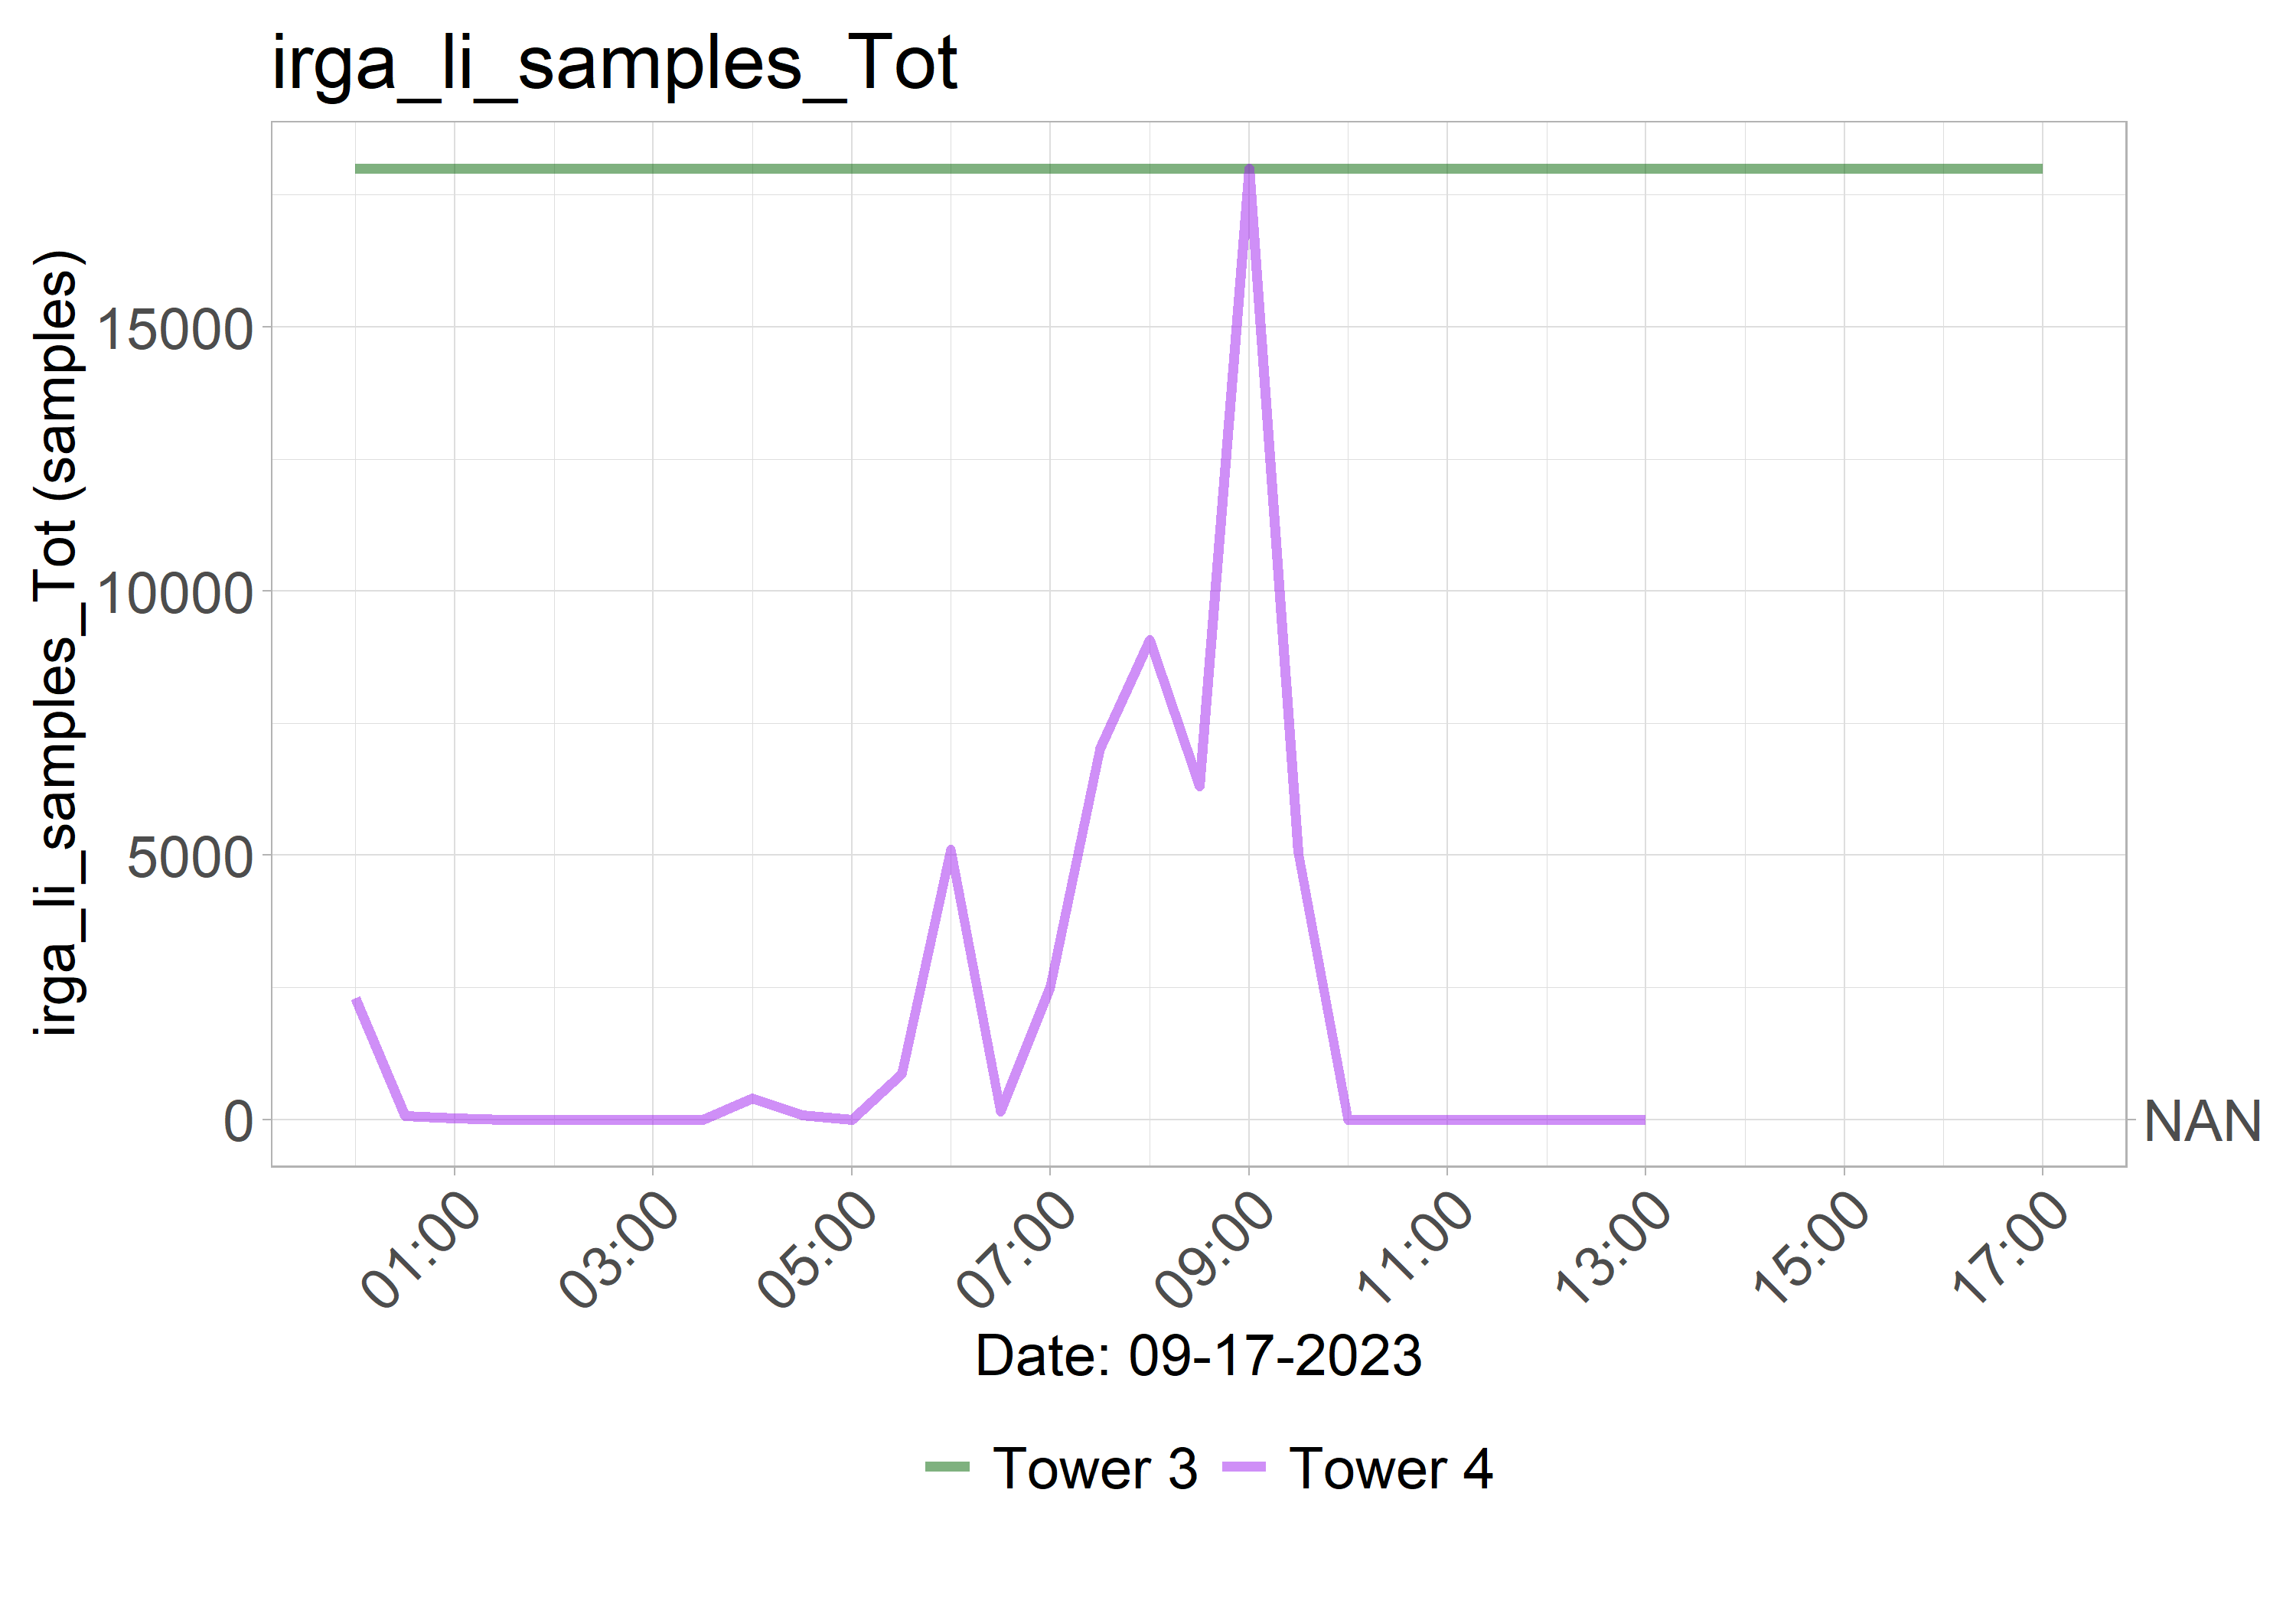 irga_li_samples_Tot
irga_li_samples_Tot (samples)
15000
10000
5000
0
NAN
01:00
03:00
05:00
07:00
09:00
11:00
13:00
15:00
17:00
Date: 09-17-2023
Tower 3
Tower 4